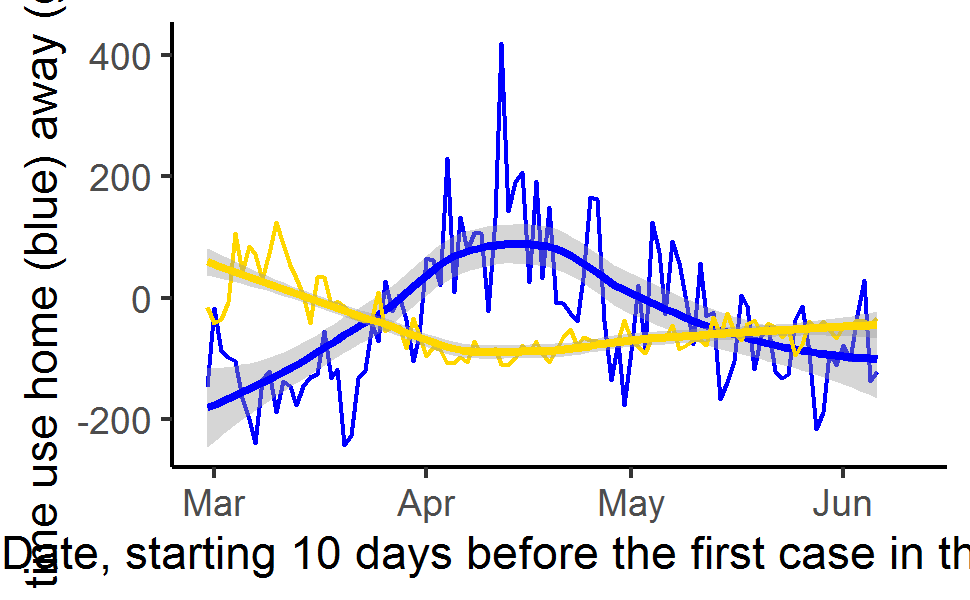 time use home (blue) away (
400
200
0
-200
Mar Apr May Jun
Date, starting 10 days before the first case in th